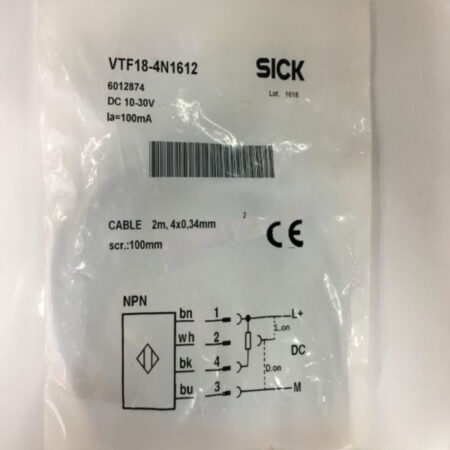 VTF18-4N1612 SICK
6012874 Lot. 1618
DC 10-30V
Ia=100mA
CABLE 2m, 4x0,34mm 2
scr.:100mm CE
NPN
bn 1 L+
L.on
wh 2
DC
bk 4
D.on
bu 3 M